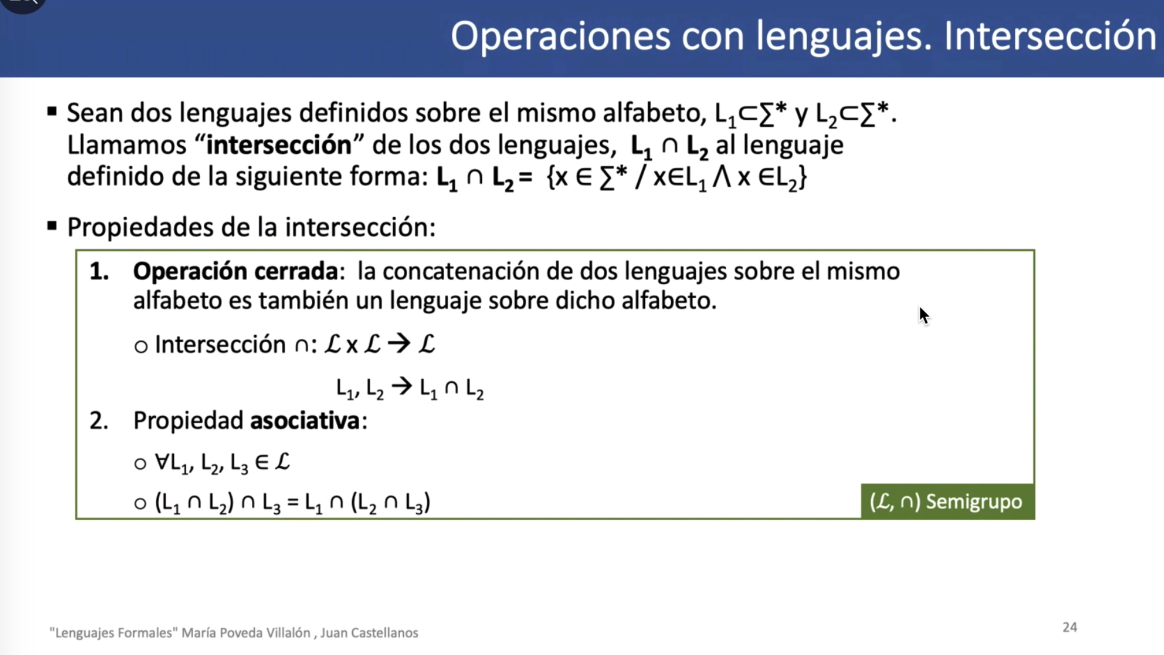 Operaciones con lenguajes. Intersección
▪ Sean dos lenguajes definidos sobre el mismo alfabeto, L₁⊂∑* y L₂⊂∑*.
Llamamos “intersección” de los dos lenguajes, L₁ ∩ L₂ al lenguaje
definido de la siguiente forma: L₁ ∩ L₂ = {x ∈ ∑* / x∈L₁ Λ x ∈L₂}
▪ Propiedades de la intersección:
1. Operación cerrada: la concatenación de dos lenguajes sobre el mismo
alfabeto es también un lenguaje sobre dicho alfabeto.
○ Intersección ∩: ℒ x ℒ → ℒ
L₁, L₂ → L₁ ∩ L₂
2. Propiedad asociativa:
○ ∀L₁, L₂, L₃ ∈ ℒ
○ (L₁ ∩ L₂) ∩ L₃ = L₁ ∩ (L₂ ∩ L₃)
(ℒ, ∩) Semigrupo
"Lenguajes Formales" María Poveda Villalón , Juan Castellanos
24